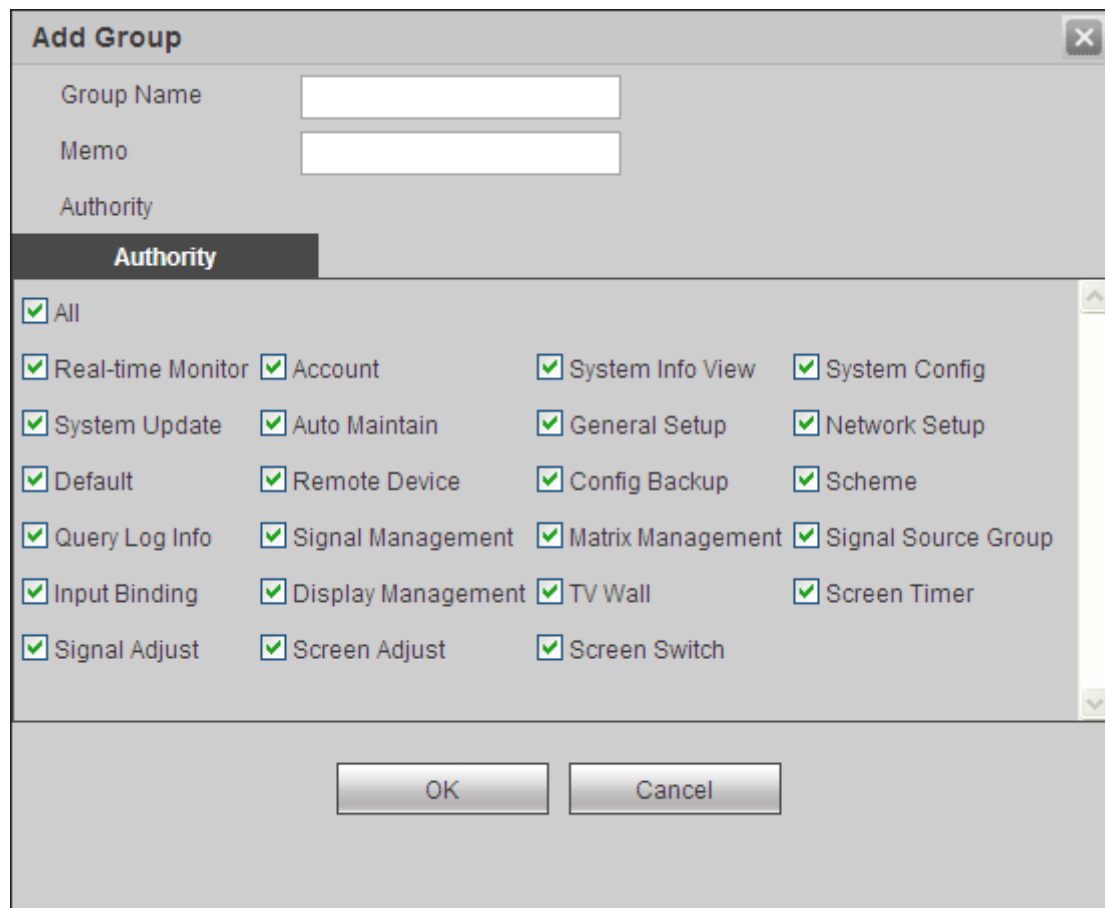 Add Group
Group Name
Memo
Authority
Authority
All
Real-time Monitor Account System Info View System Config
System Update Auto Maintain General Setup Network Setup
Default Remote Device Config Backup Scheme
Query Log Info Signal Management Matrix Management Signal Source Group
Input Binding Display Management TV Wall Screen Timer
Signal Adjust Screen Adjust Screen Switch
OK Cancel